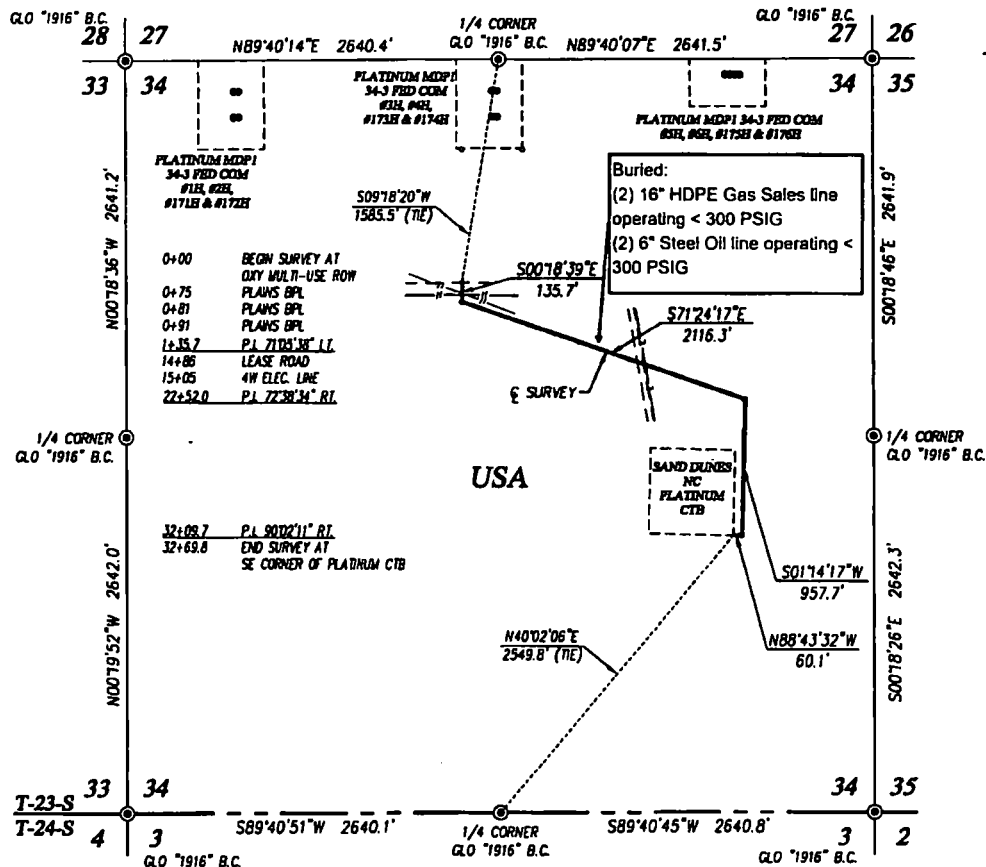 GLO "1916" B.C.
28 27
33 34
N89°40'14"E 2640.4'
1/4 CORNER
GLO "1916" B.C.
N89°40'07"E 2641.5'
GLO "1916" B.C.
27 26
34 35
PLATINUM MDP1
34-3 FED COM
#1H, #2H,
#171H & #172H
PLATINUM MDP1
34-3 FED COM
#3H, #4H,
#173H & #174H
PLATINUM MDP1 34-3 FED COM
#5H, #6H, #175H & #176H
Buried:
(2) 16" HDPE Gas Sales line
operating < 300 PSIG
(2) 6" Steel Oil line operating <
300 PSIG
N00°18'36"W 2641.2'
S00°18'46"E 2641.9'
S09°18'20"W
1585.5' (TIE)
S00°18'39"E
135.7'
S71°24'17"E
2116.3'
0+00 BEGIN SURVEY AT
OXY MULTI-USE ROW
0+75 PLAINS BPL
0+81 PLAINS BPL
0+91 PLAINS BPL
1+35.7 P.I. 71°05'38" LT.
14+86 LEASE ROAD
15+05 4W ELEC. LINE
22+52.0 P.I. 72°38'34" RT.
℄ SURVEY
1/4 CORNER
GLO "1916" B.C.
1/4 CORNER
GLO "1916" B.C.
USA
SAND DUNES
NC
PLATINUM
CTB
32+09.7 P.I. 90°02'11" RT.
32+69.8 END SURVEY AT
SE CORNER OF PLATINUM CTB
S01°14'17"W
957.7'
N88°43'32"W
60.1'
N40°02'06"E
2549.8' (TIE)
N00°19'52"W 2642.0'
S00°18'26"E 2642.3'
T-23-S
T-24-S
33 34
4 3
GLO "1916" B.C.
S89°40'51"W 2640.1'
1/4 CORNER
GLO "1916" B.C.
S89°40'45"W 2640.8'
34 35
3 2
GLO "1916" B.C.